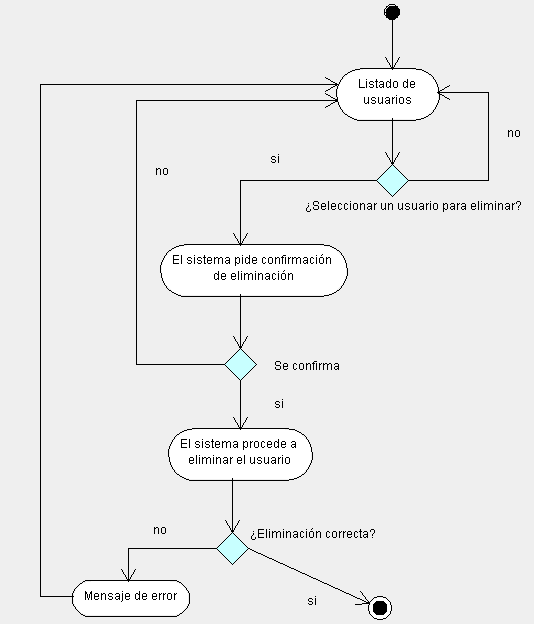 Listado de
usuarios
no
si
no
¿Seleccionar un usuario para eliminar?
El sistema pide confirmación
de eliminación
Se confirma
si
El sistema procede a
eliminar el usuario
no
¿Eliminación correcta?
Mensaje de error
si